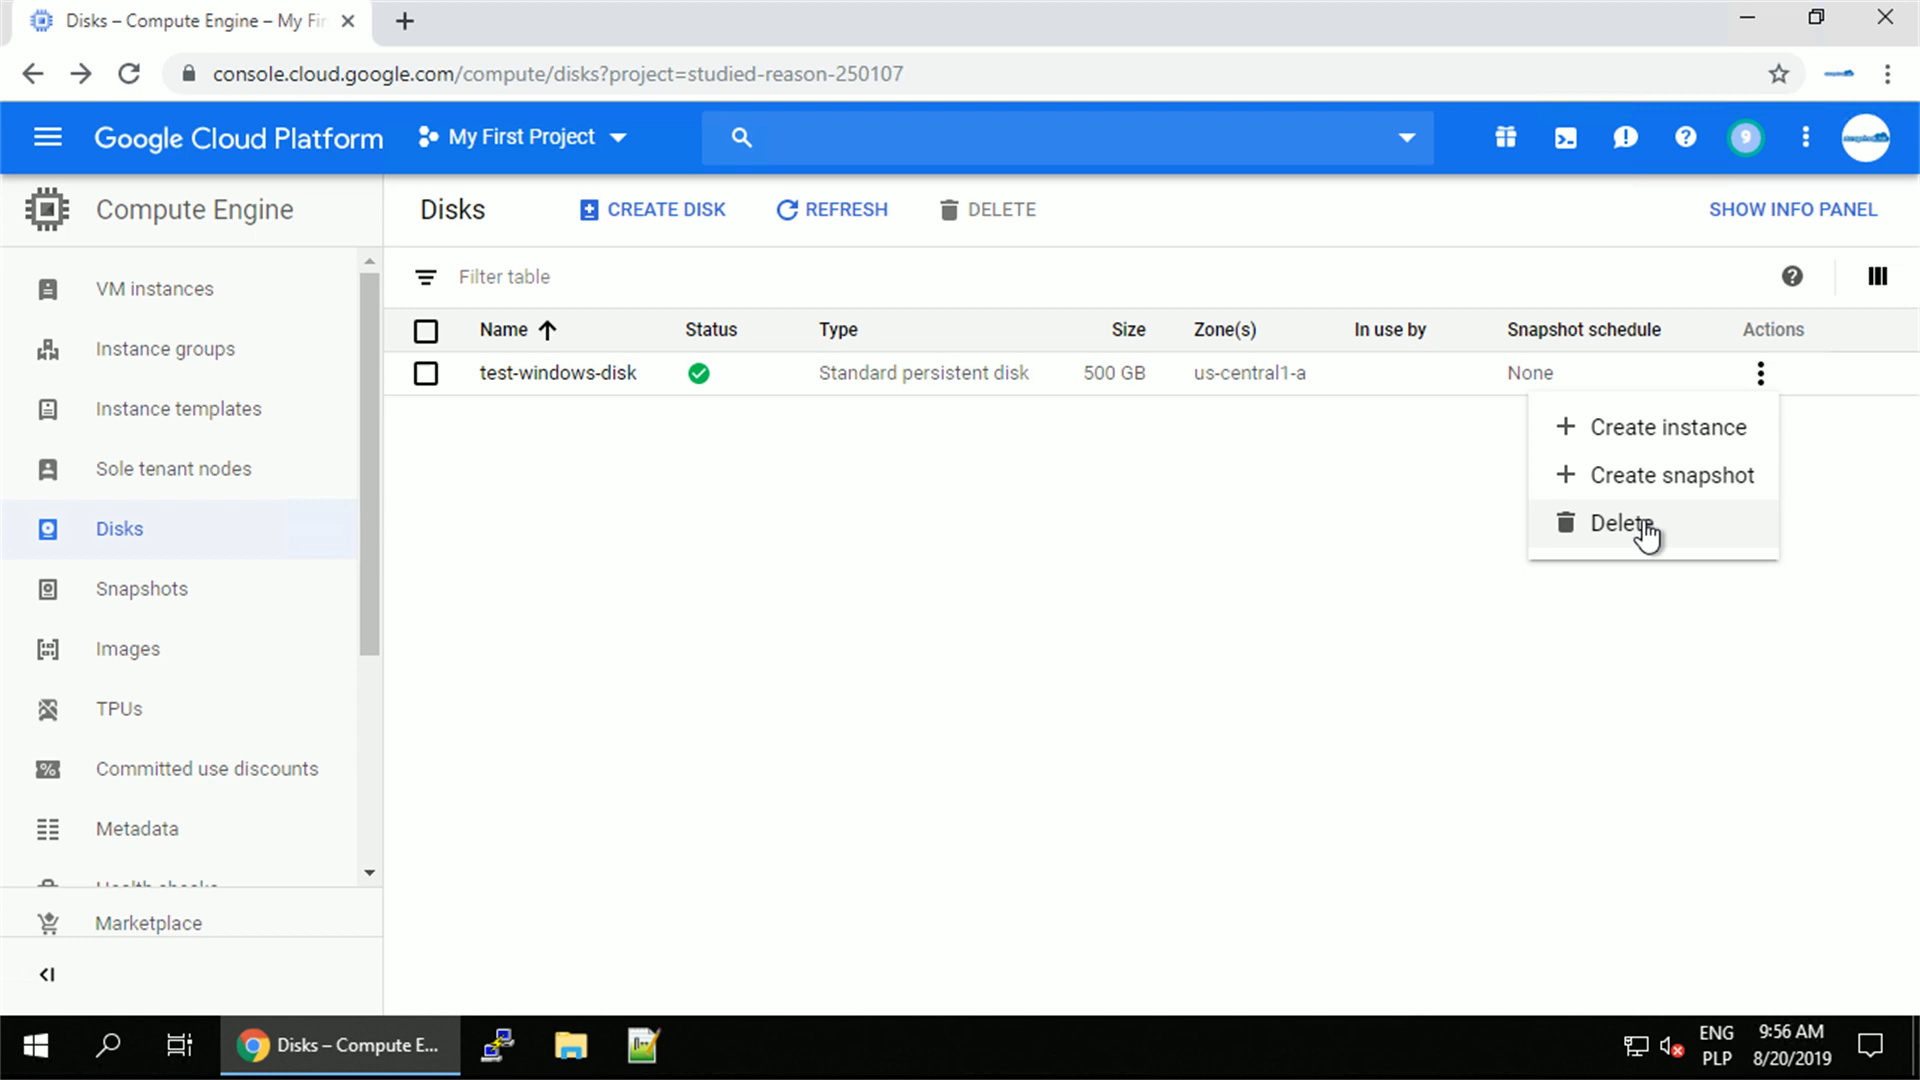 Disks – Compute Engine – My Fir
console.cloud.google.com/compute/disks?project=studied-reason-250107
Google Cloud Platform
My First Project
9
Compute Engine
Disks
CREATE DISK
REFRESH
DELETE
SHOW INFO PANEL
VM instances
Instance groups
Instance templates
Sole tenant nodes
Disks
Snapshots
Images
TPUs
Committed use discounts
Metadata
Health checks
Marketplace
Filter table
Name Status Type Size Zone(s) In use by Snapshot schedule Actions
test-windows-disk Standard persistent disk 500 GB us-central1-a None
Create instance
Create snapshot
Delete
Disks – Compute E...
ENG
PLP
9:56 AM
8/20/2019